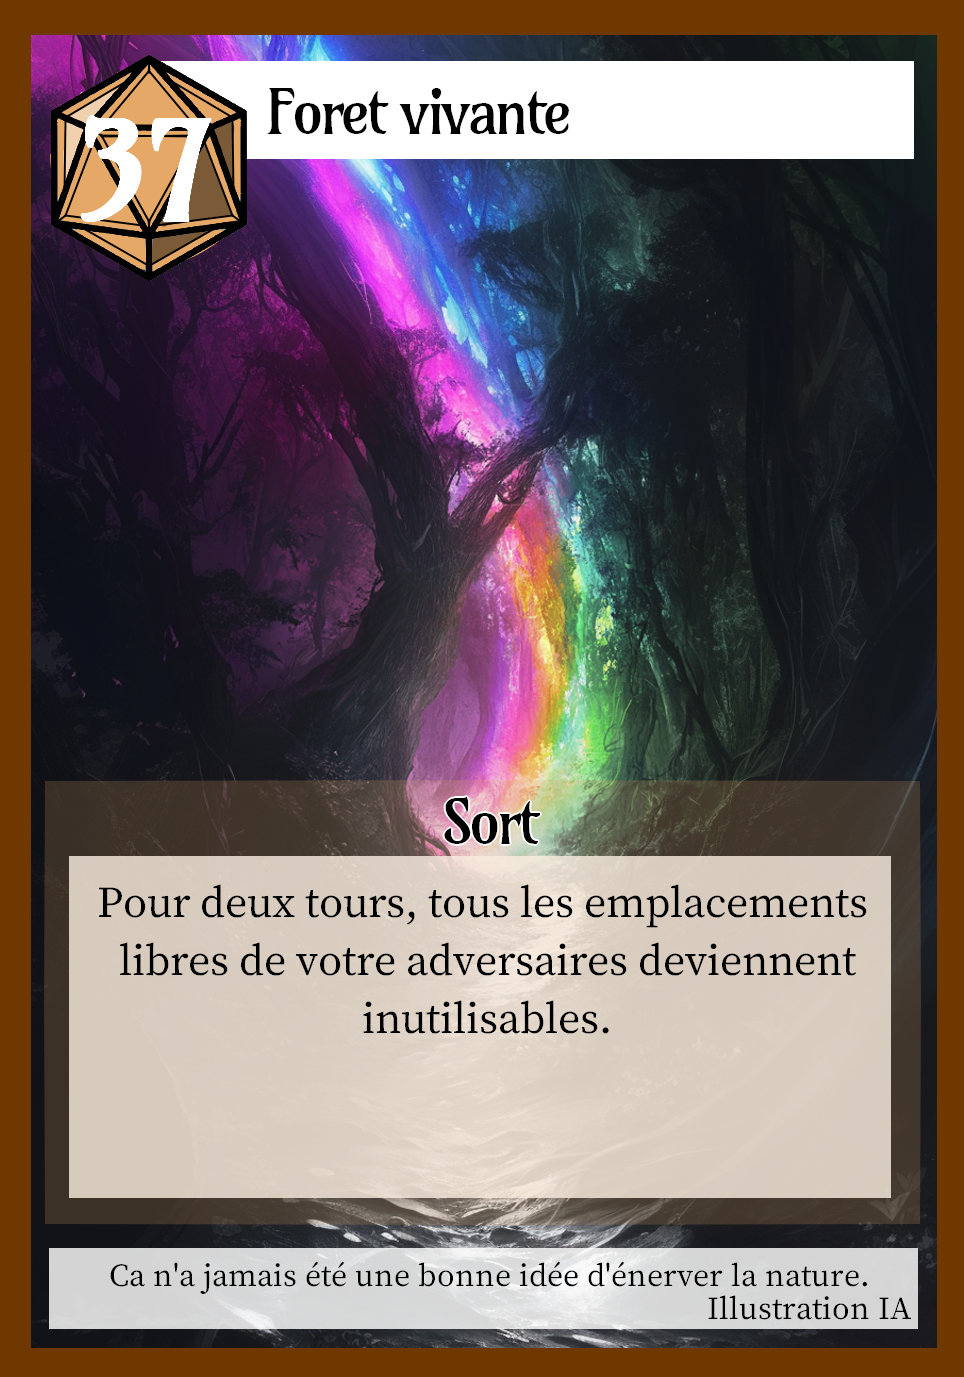 37
Foret vivante
Sort
Pour deux tours, tous les emplacements
libres de votre adversaires deviennent
inutilisables.
Ca n'a jamais été une bonne idée d'énerver la nature.
Illustration IA